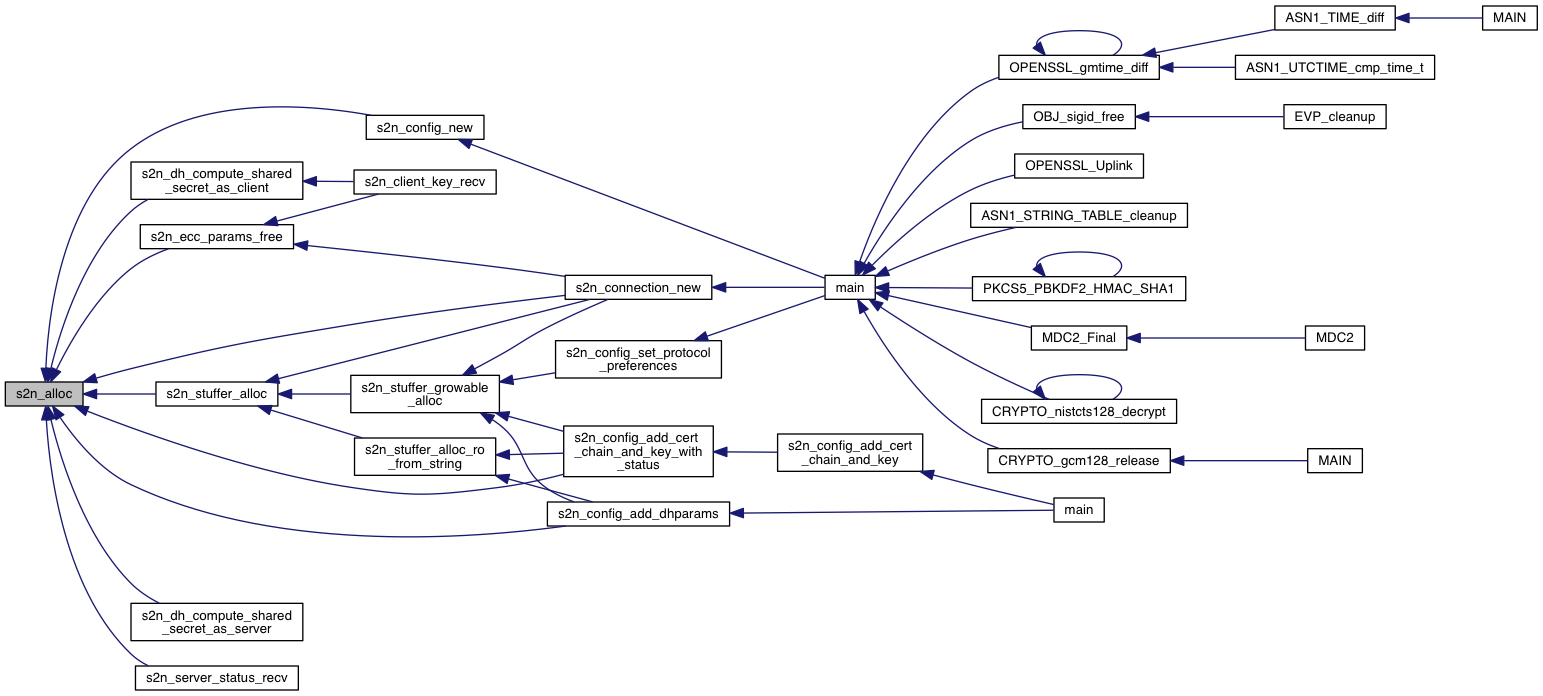 ASN1_TIME_diff
MAIN
OPENSSL_gmtime_diff
ASN1_UTCTIME_cmp_time_t
s2n_config_new
OBJ_sigid_free
EVP_cleanup
s2n_dh_compute_shared
_secret_as_client
s2n_client_key_recv
OPENSSL_Uplink
s2n_ecc_params_free
ASN1_STRING_TABLE_cleanup
s2n_connection_new
main
PKCS5_PBKDF2_HMAC_SHA1
MDC2_Final
MDC2
s2n_config_set_protocol
_preferences
s2n_alloc
s2n_stuffer_alloc
s2n_stuffer_growable
_alloc
CRYPTO_nistcts128_decrypt
s2n_stuffer_alloc_ro
_from_string
s2n_config_add_cert
_chain_and_key_with
_status
s2n_config_add_cert
_chain_and_key
CRYPTO_gcm128_release
MAIN
s2n_config_add_dhparams
main
s2n_dh_compute_shared
_secret_as_server
s2n_server_status_recv